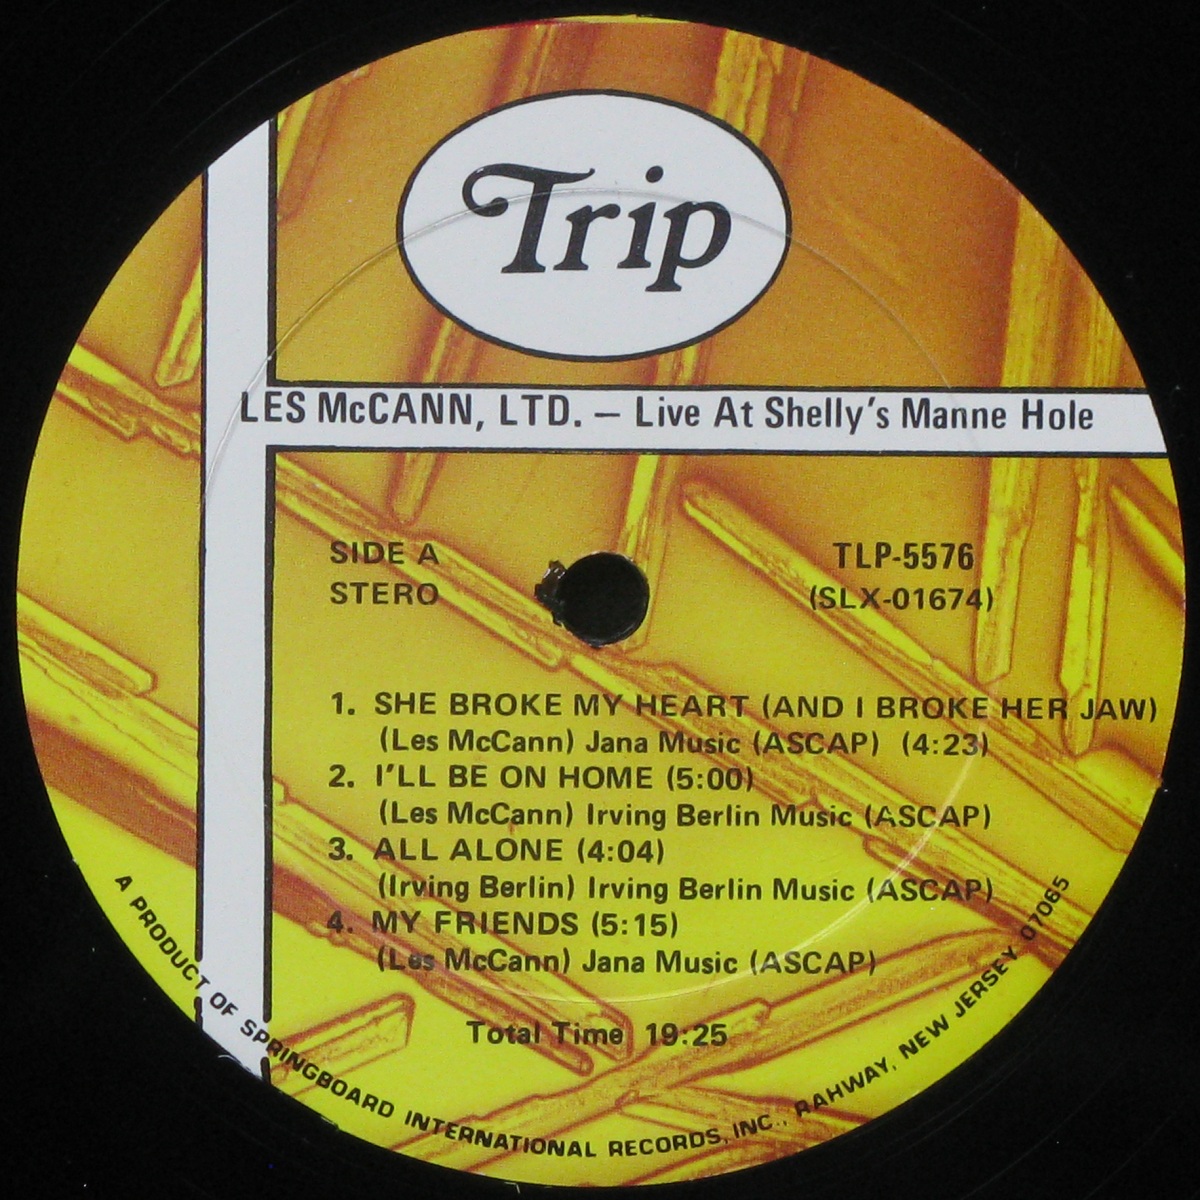 Trip
LES McCANN, LTD. – Live At Shelly's Manne Hole
SIDE A
STERO
TLP-5576
(SLX-01674)
1. SHE BROKE MY HEART (AND I BROKE HER JAW)
(Les McCann) Jana Music (ASCAP) (4:23)
2. I'LL BE ON HOME (5:00)
(Les McCann) Irving Berlin Music (ASCAP)
3. ALL ALONE (4:04)
(Irving Berlin) Irving Berlin Music (ASCAP)
4. MY FRIENDS (5:15)
(Les McCann) Jana Music (ASCAP)
Total Time 19:25
A PRODUCT OF SPRINGBOARD INTERNATIONAL RECORDS, INC., RAHWAY, NEW JERSEY 07065